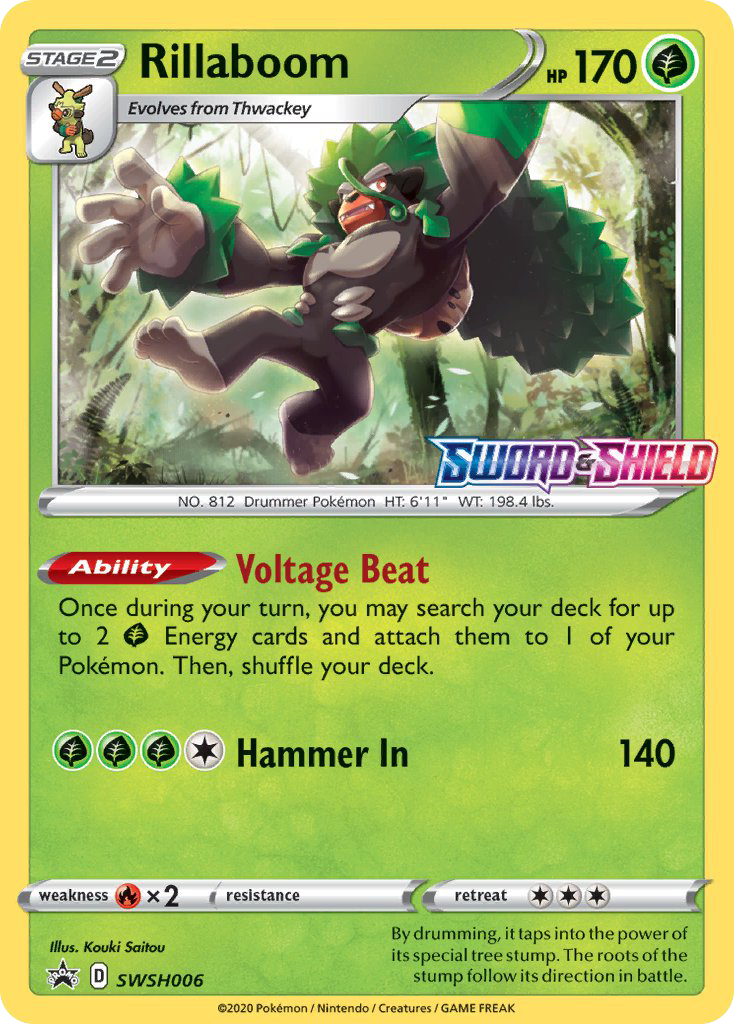 STAGE2 Rillaboom HP 170
Evolves from Thwackey
SWORD & SHIELD
NO. 812 Drummer Pokémon HT: 6'11" WT: 198.4 lbs.
Ability Voltage Beat
Once during your turn, you may search your deck for up
to 2 Energy cards and attach them to 1 of your
Pokémon. Then, shuffle your deck.
Hammer In 140
weakness ×2 resistance retreat
Illus. Kouki Saitou
By drumming, it taps into the power of
its special tree stump. The roots of the
stump follow its direction in battle.
PROMO D SWSH006
©2020 Pokémon / Nintendo / Creatures / GAME FREAK